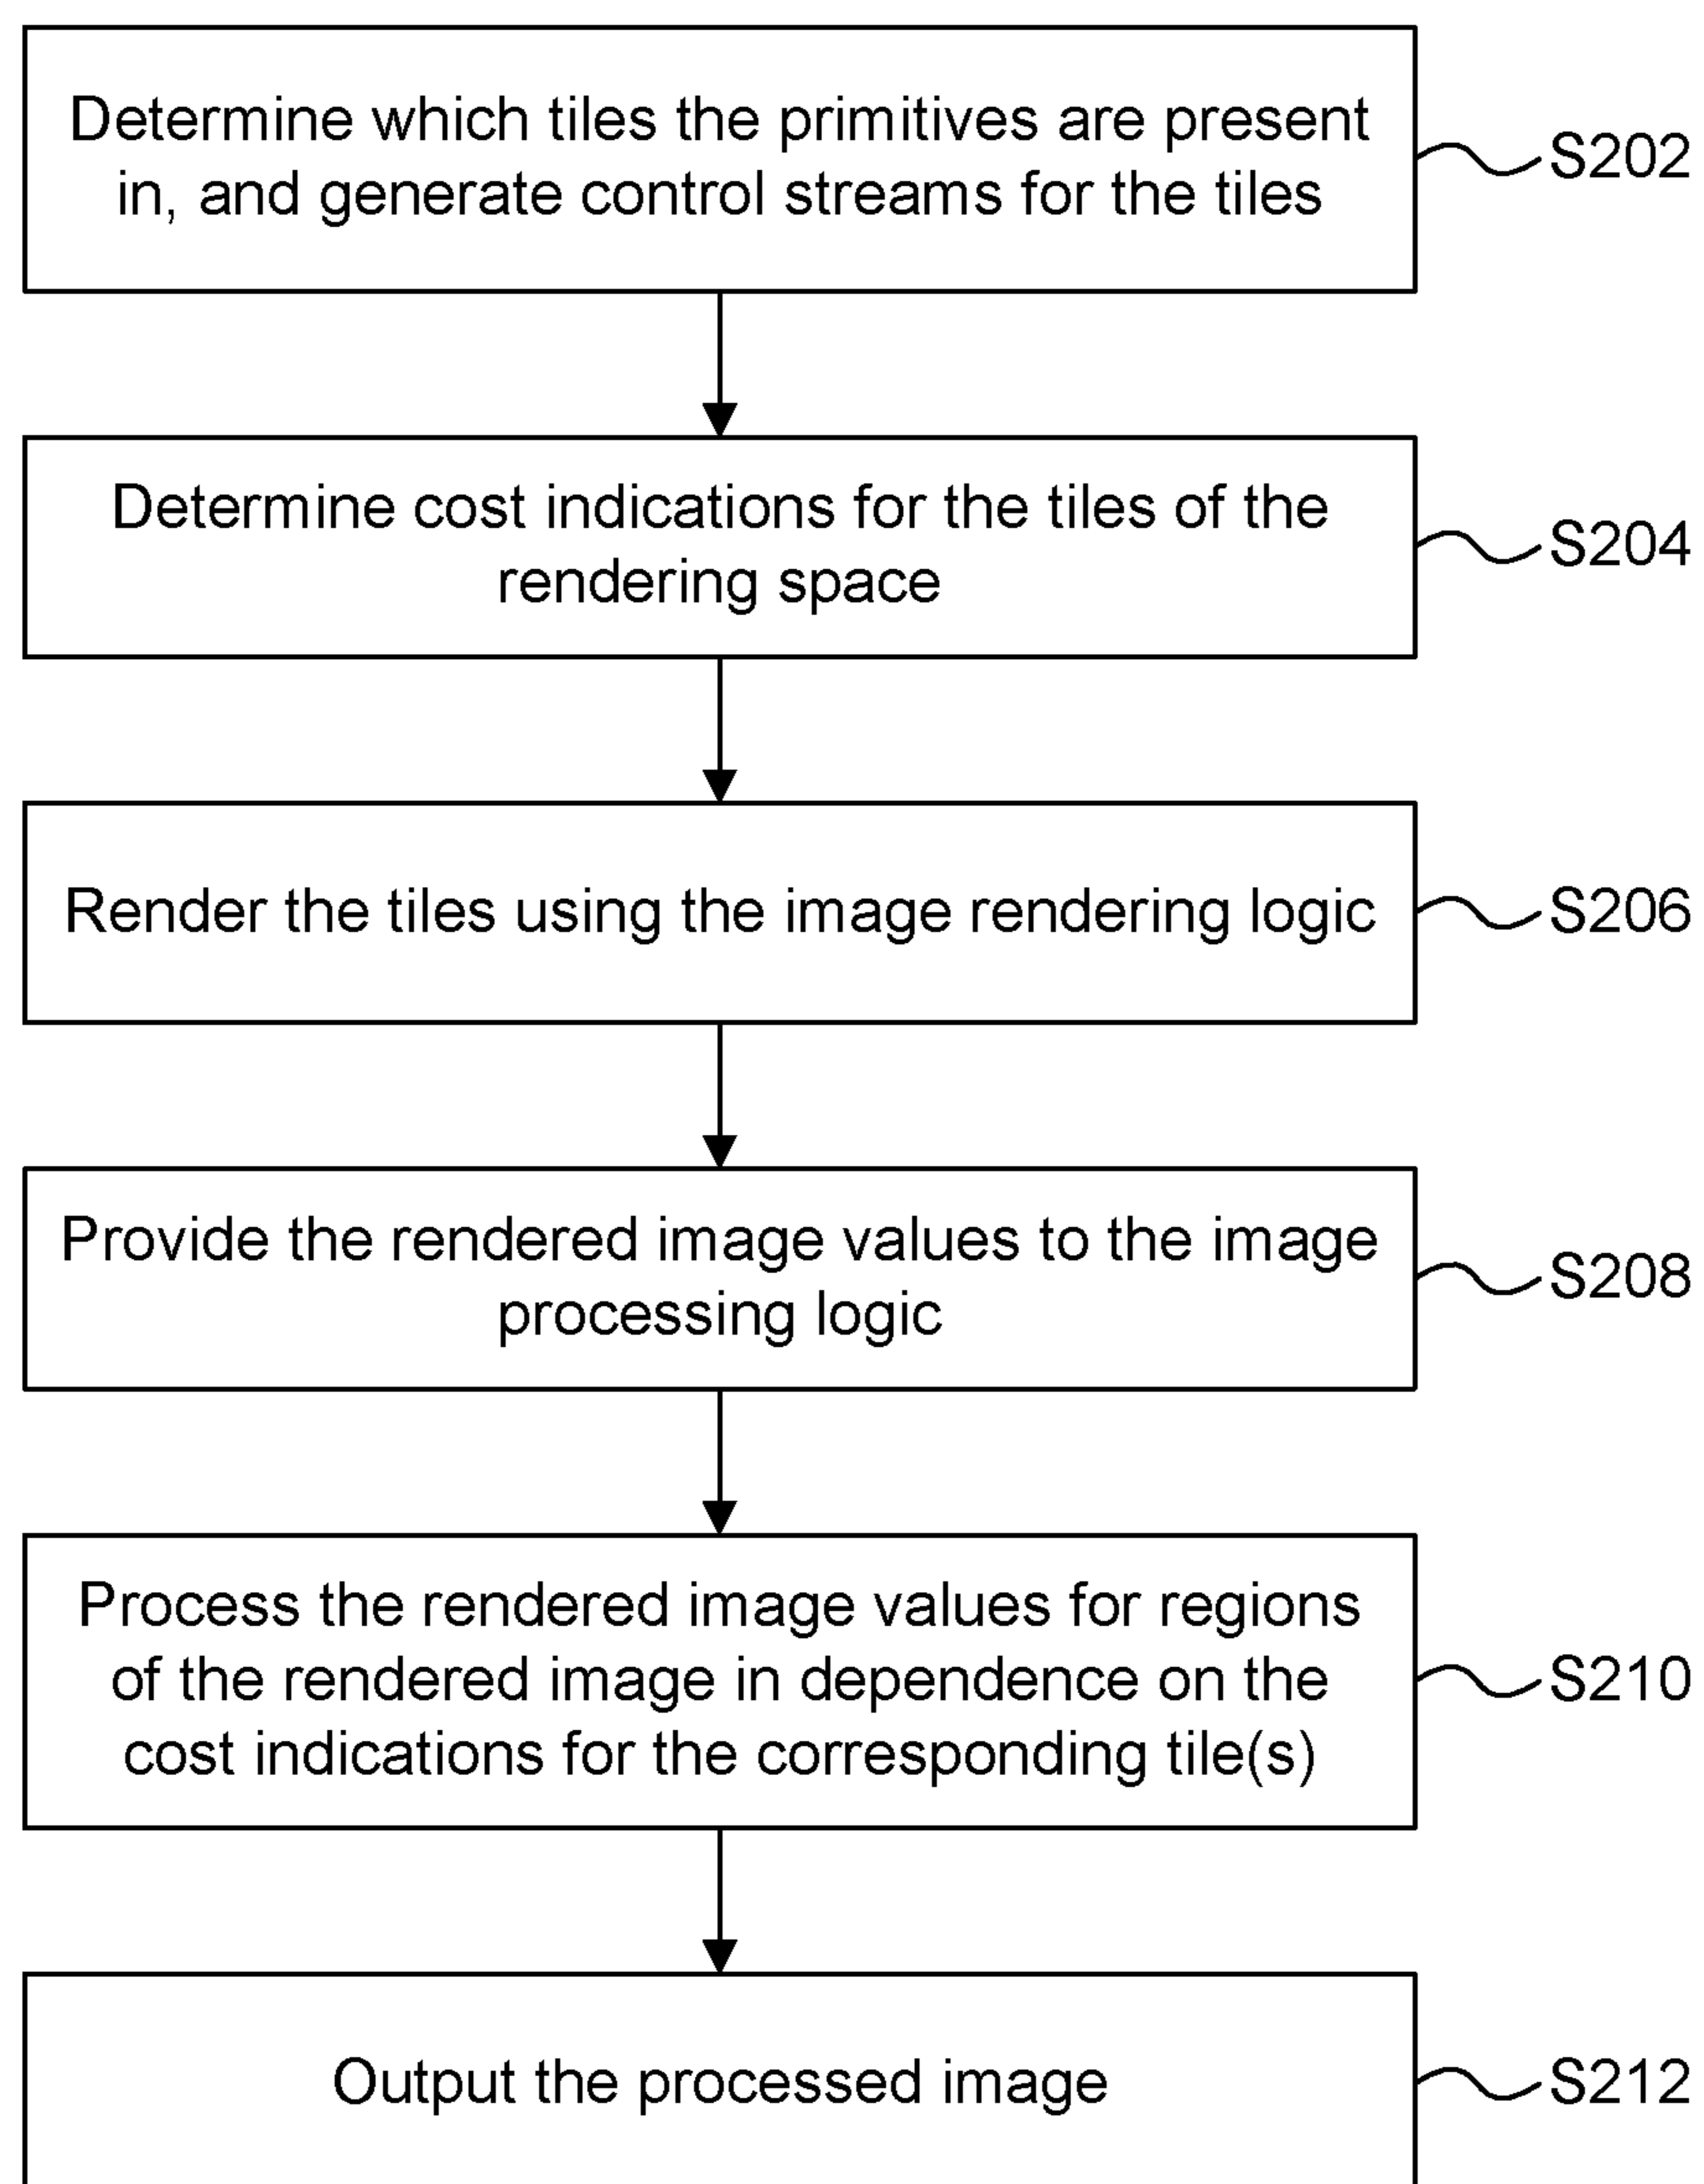 Determine which tiles the primitives are present
in, and generate control streams for the tiles
S202
Determine cost indications for the tiles of the
rendering space
S204
Render the tiles using the image rendering logic
S206
Provide the rendered image values to the image
processing logic
S208
Process the rendered image values for regions
of the rendered image in dependence on the
cost indications for the corresponding tile(s)
S210
Output the processed image
S212